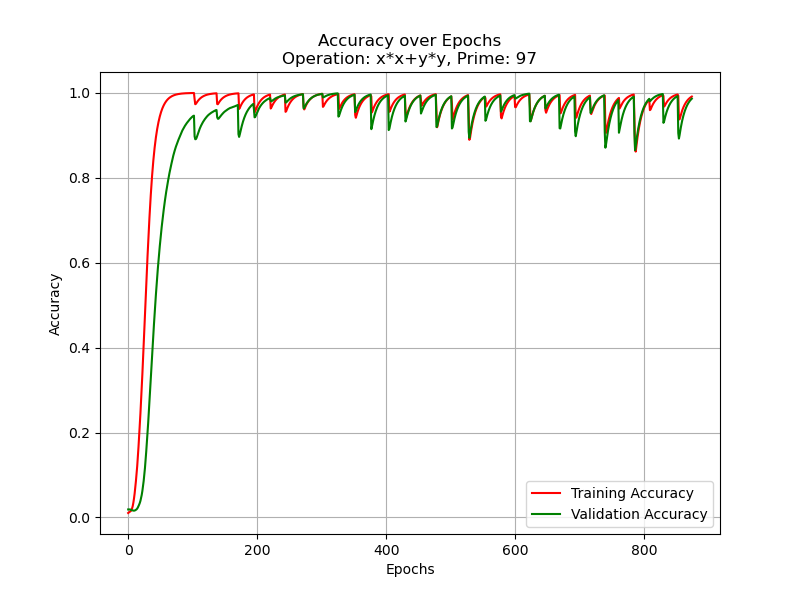 Accuracy over Epochs
Operation: x*x+y*y, Prime: 97
1.0
0.8
0.6
0.4
0.2
0.0
Accuracy
0 200 400 600 800
Epochs
Training Accuracy
Validation Accuracy